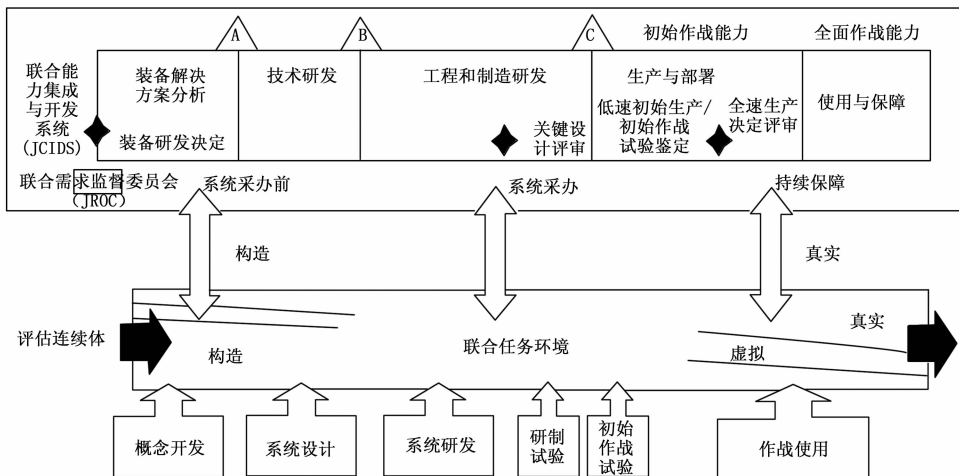 A
B
C
初始作战能力
全面作战能力
联合能
力集成
与开发
系统
(JCIDS)
装备解决
方案分析
装备研发决定
技术研发
工程和制造研发
关键设
计评审
生产与部署
低速初始生产/
初始作战
试验鉴定
全速生产
决定评审
使用与保障
联合需求监督委员会
(JROC)
系统采办前
系统采办
持续保障
构造
真实
评估连续体
构造
联合任务环境
虚拟
真实
概念开发
系统设计
系统研发
研制
试验
初始
作战
试验
作战使用